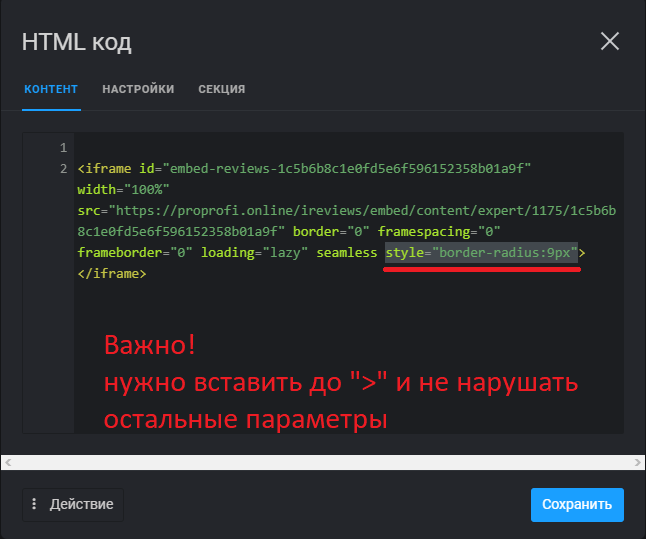 HTML код
КОНТЕНТ НАСТРОЙКИ СЕКЦИЯ
1
2 <iframe id="embed-reviews-1c5b6b8c1e0fd5e6f596152358b01a9f"
width="100%"
src="https://proprofi.online/ireviews/embed/content/expert/1175/1c5b6b
8c1e0fd5e6f596152358b01a9f" border="0" framespacing="0"
frameborder="0" loading="lazy" seamless style="border-radius:9px">
</iframe>
Важно!
нужно вставить до ">" и не нарушать
остальные параметры
Действие
Сохранить